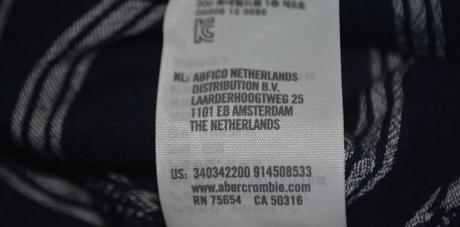 NL: ABFICO NETHERLANDS
DISTRIBUTION B.V.
LAARDERHOOGTWEG 25
1101 EB AMSTERDAM
THE NETHERLANDS
US: 340342200 914508533
www.abercrombie.com
RN 75654 CA 50316